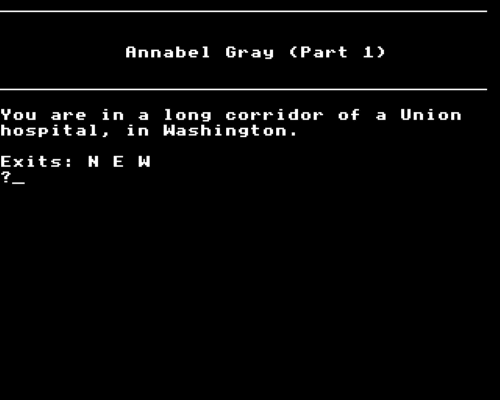 Annabel Gray (Part 1)
You are in a long corridor of a Union
hospital, in Washington.
Exits: N E W
?_